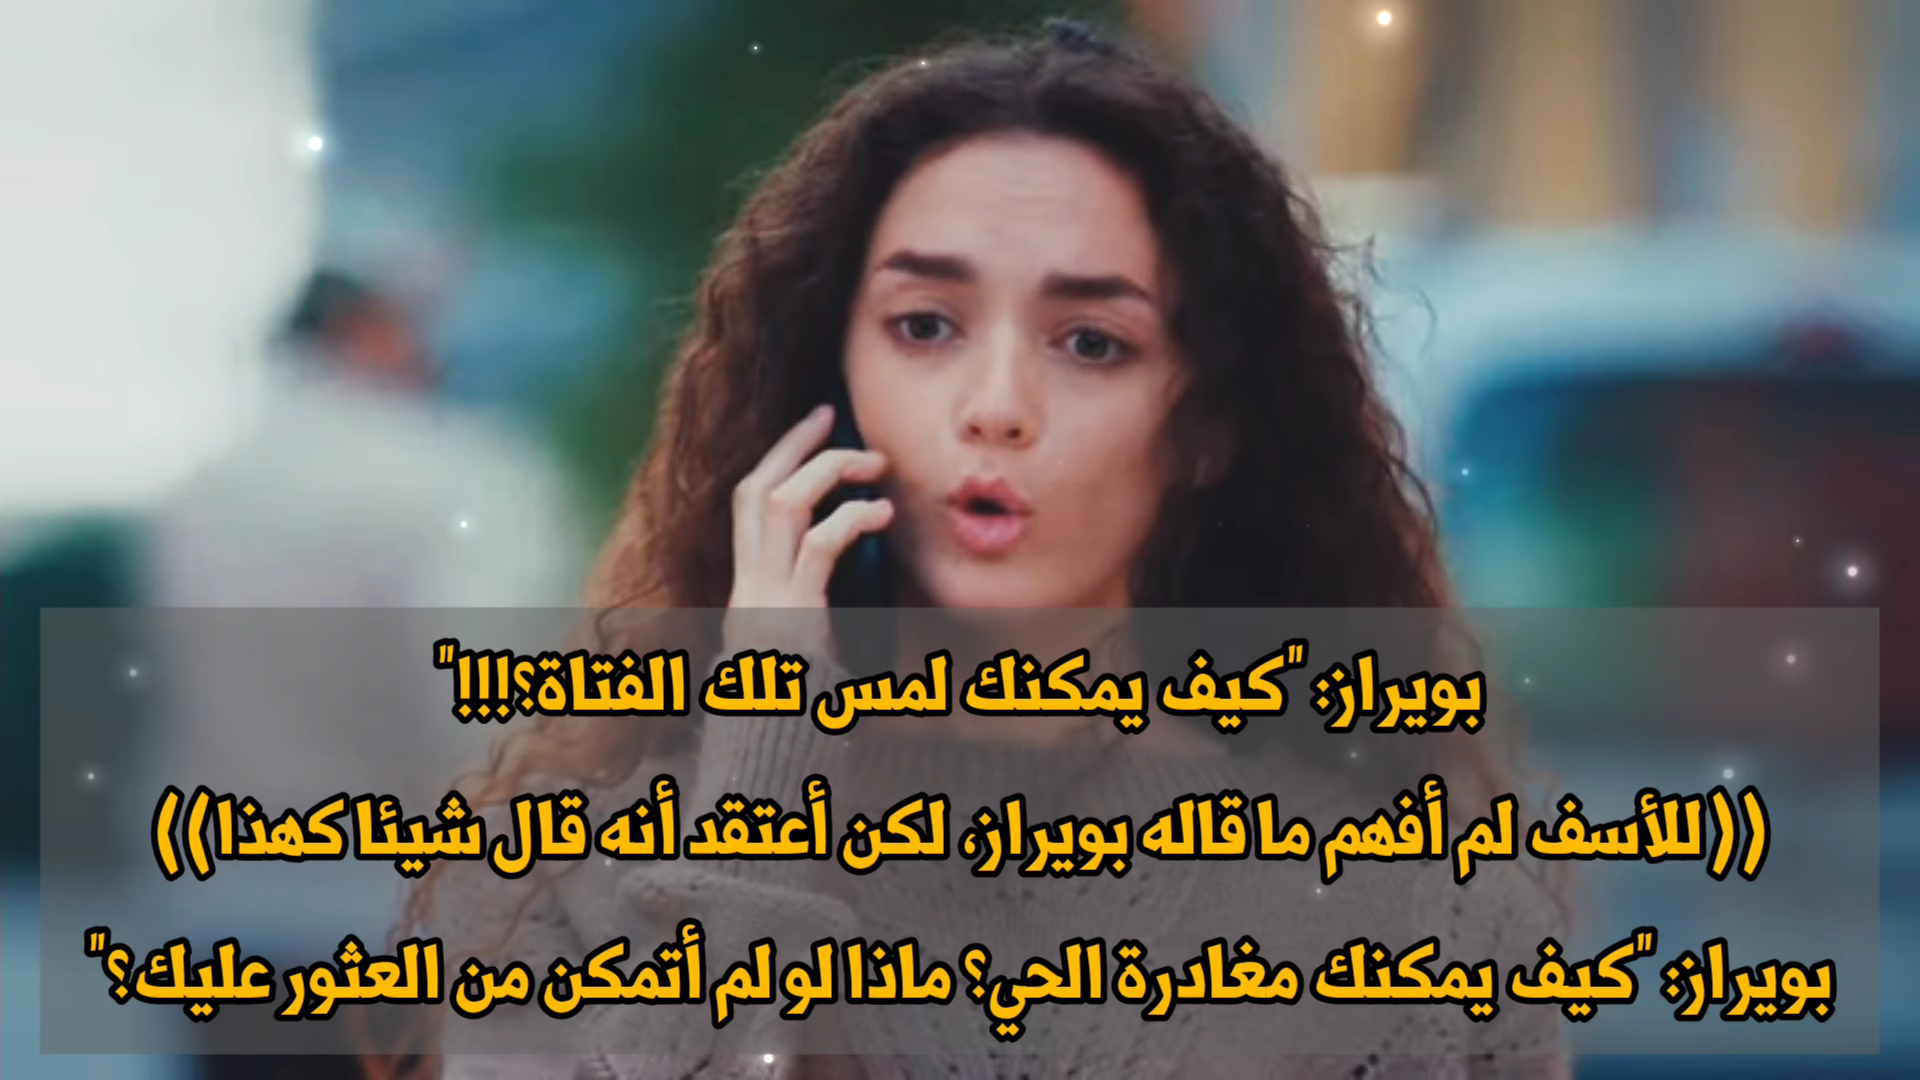 بويراز: "كيف يمكنك لمس تلك الفتاة؟!!!"
((للأسف لم أفهم ما قاله بويراز، لكن أعتقد أنه قال شيئا كهذا))
بويراز: "كيف يمكنك مغادرة الحي؟ ماذا لو لم أتمكن من العثور عليك؟"